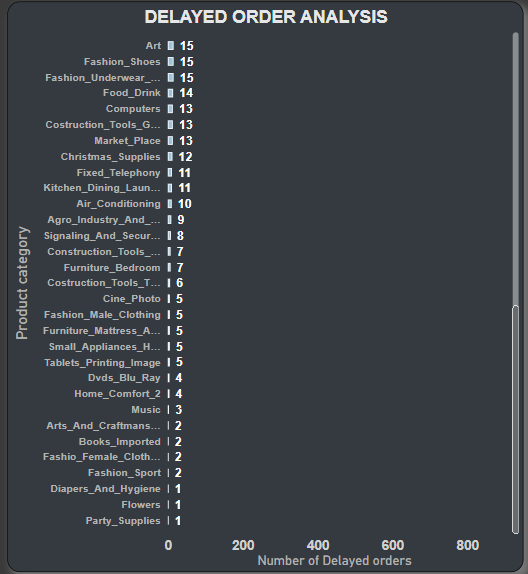 DELAYED ORDER ANALYSIS
Product category
Art 15
Fashion_Shoes 15
Fashion_Underwear_... 15
Food_Drink 14
Computers 13
Costruction_Tools_G... 13
Market_Place 13
Christmas_Supplies 12
Fixed_Telephony 11
Kitchen_Dining_Laun... 11
Air_Conditioning 10
Agro_Industry_And_... 9
Signaling_And_Secur... 8
Construction_Tools_... 7
Furniture_Bedroom 7
Costruction_Tools_T... 6
Cine_Photo 5
Fashion_Male_Clothing 5
Furniture_Mattress_A... 5
Small_Appliances_H... 5
Tablets_Printing_Image 5
Dvds_Blu_Ray 4
Home_Comfort_2 4
Music 3
Arts_And_Craftmans... 2
Books_Imported 2
Fashio_Female_Cloth... 2
Fashion_Sport 2
Diapers_And_Hygiene 1
Flowers 1
Party_Supplies 1
0 200 400 600 800
Number of Delayed orders